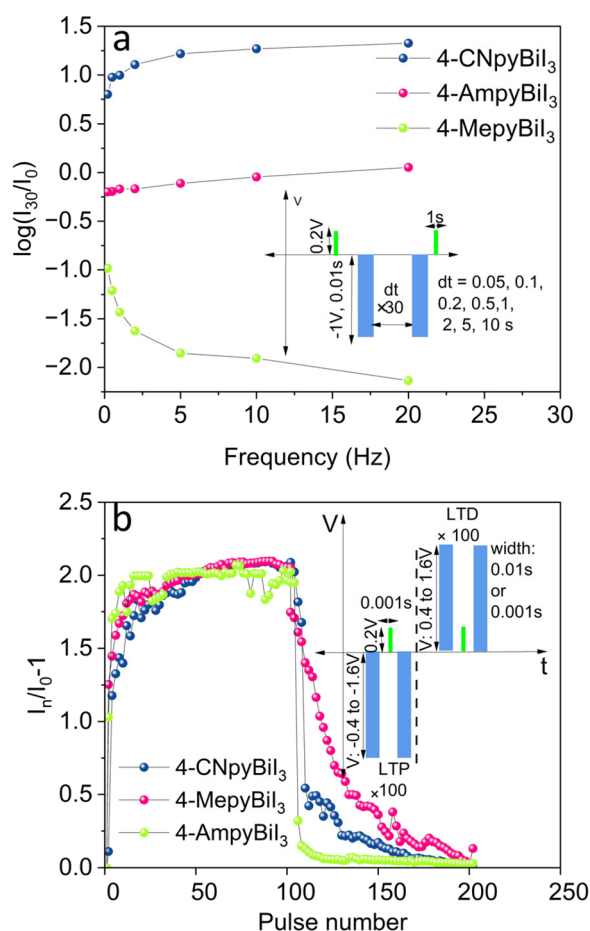 a
1.5
1.0
0.5
0.0
−0.5
−1.0
−1.5
−2.0
log(I30/I0)
4-CNpyBiI3
4-AmpyBiI3
4-MepyBiI3
V
0.2V
1s
-1V, 0.01s
dt
×30
dt = 0.05, 0.1,
0.2, 0.5,1,
2, 5, 10 s
0 5 10 15 20 25 30
Frequency (Hz)
b
2.5
2.0
1.5
1.0
0.5
0.0
In/I0-1
V
LTD
× 100
V: 0.4 to 1.6V
width:
0.01s
or
0.001s
0.001s
0.2V
t
V: -0.4 to -1.6V
LTP
×100
4-CNpyBiI3
4-MepyBiI3
4-AmpyBiI3
0 50 100 150 200 250
Pulse number